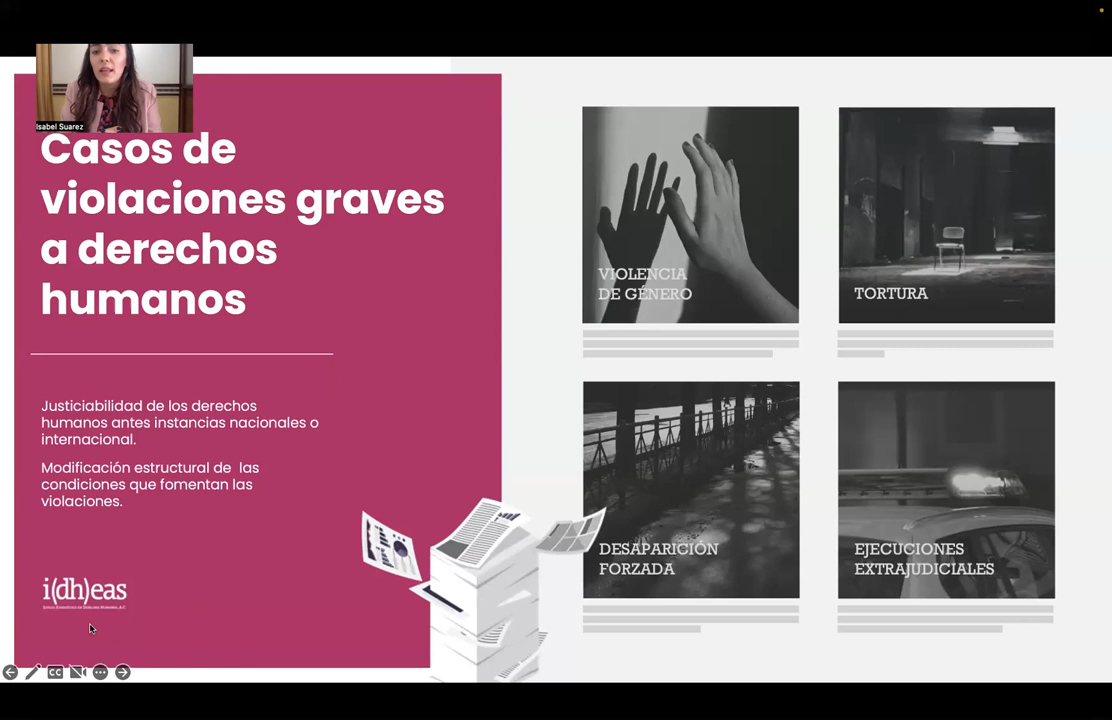 Isabel Suarez
Casos de
violaciones graves
a derechos
humanos
Justiciabilidad de los derechos
humanos antes instancias nacionales o
internacional.
Modificación estructural de las
condiciones que fomentan las
violaciones.
i(dh)eas
VIOLENCIA
DE GÉNERO
TORTURA
DESAPARICIÓN
FORZADA
EJECUCIONES
EXTRAJUDICIALES
CC